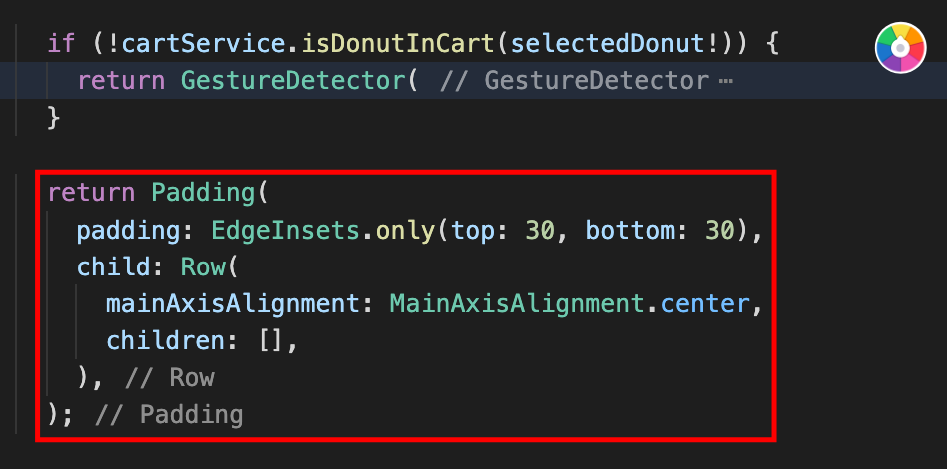 if (!cartService.isDonutInCart(selectedDonut!)) {
return GestureDetector( // GestureDetector ⋯
}
return Padding(
padding: EdgeInsets.only(top: 30, bottom: 30),
child: Row(
mainAxisAlignment: MainAxisAlignment.center,
children: [],
), // Row
); // Padding